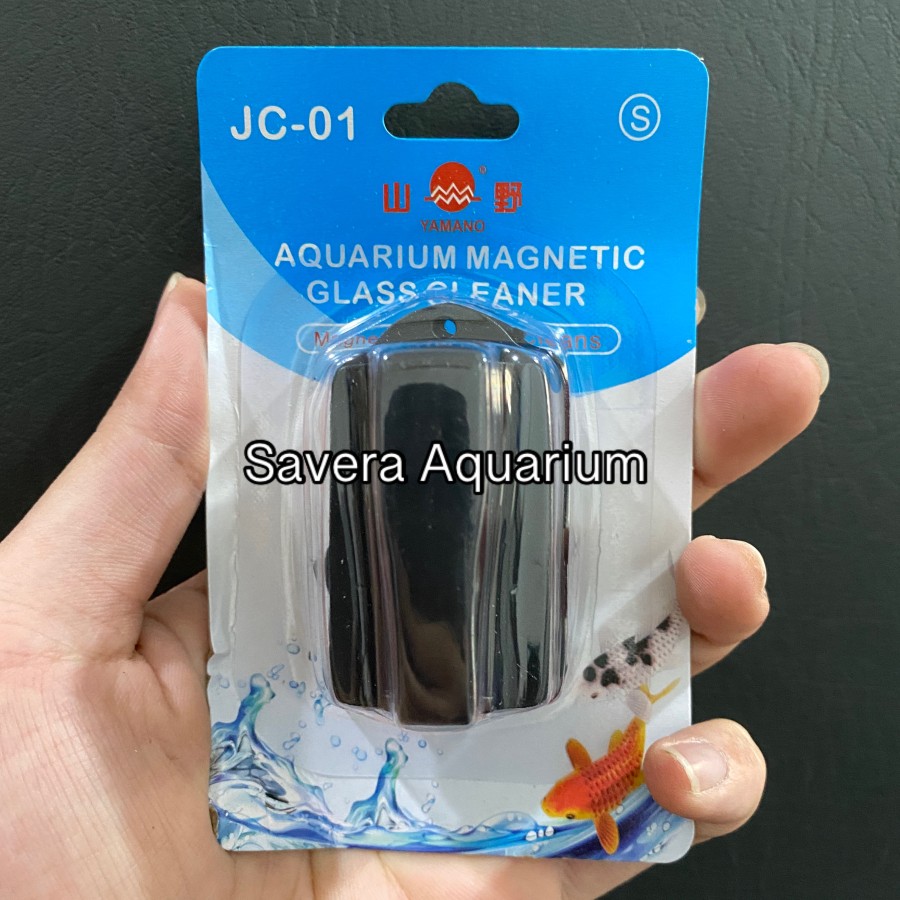 JC-01
S
山 ® 野
YAMANO
AQUARIUM MAGNETIC
GLASS CLEANER
Savera Aquarium